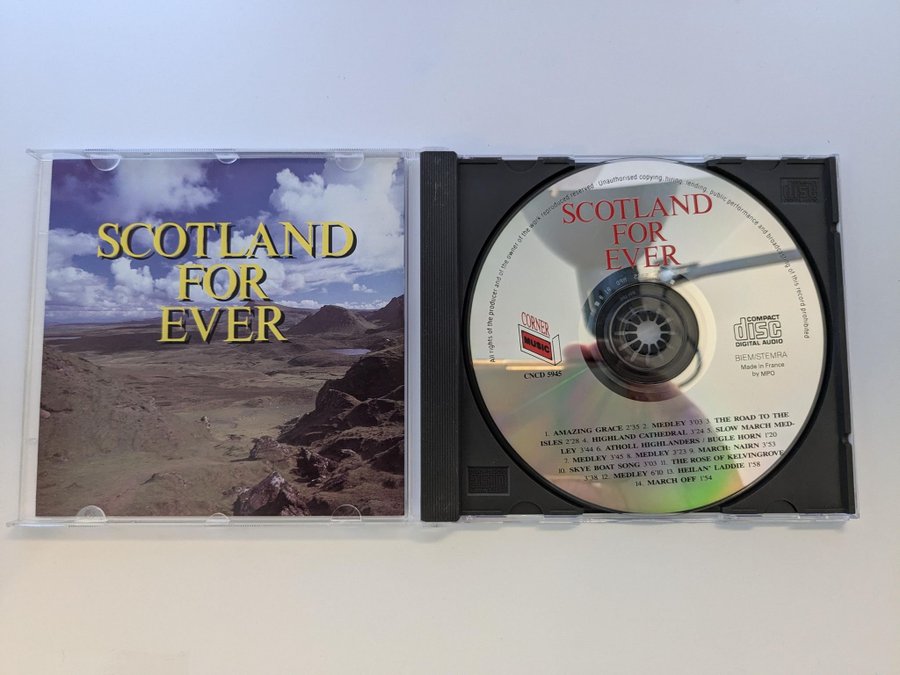 SCOTLAND
FOR
EVER
All rights of the producer and of the owner of the work reproduced reserved. Unauthorised copying, hiring, lending, public performance and broadcasting of this record prohibited
SCOTLAND
FOR
EVER
CORNER
MUSIC
CNCD 5945
COMPACT
disc
DIGITAL AUDIO
BIEM/STEMRA
Made in France
by MPO
1. AMAZING GRACE 2'35 2. MEDLEY 3'03 3. THE ROAD TO THE
ISLES 2'28 4. HIGHLAND CATHEDRAL 3'24 5. SLOW MARCH MED-
LEY 3'44 6. ATHOLL HIGHLANDERS / BUGLE HORN 1'20
7. MEDLEY 3'45 8. MEDLEY 3'23 9. MARCH: NAIRN 3'53
10. SKYE BOAT SONG 3'03 11. THE ROSE OF KELVINGROVE
3'38 12. MEDLEY 6'10 13. HEILAN' LADDIE 1'58
14. MARCH OFF 1'54